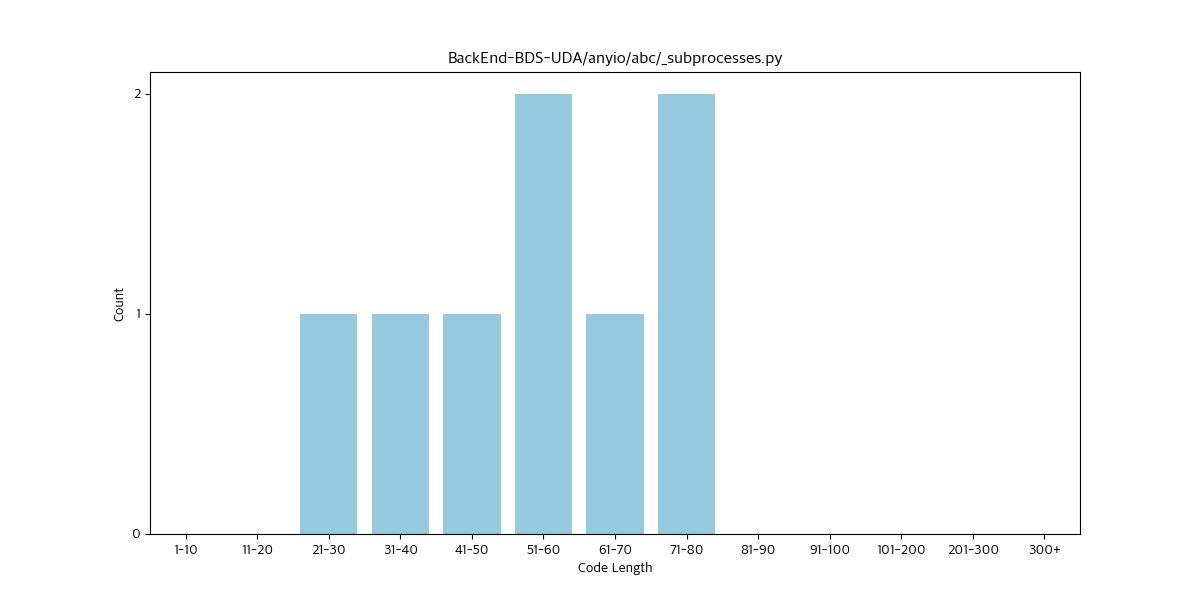 BackEnd-BDS-UDA/anyio/abc/_subprocesses.py
2
1
0
Count
1-10 11-20 21-30 31-40 41-50 51-60 61-70 71-80 81-90 91-100 101-200 201-300 300+
Code Length